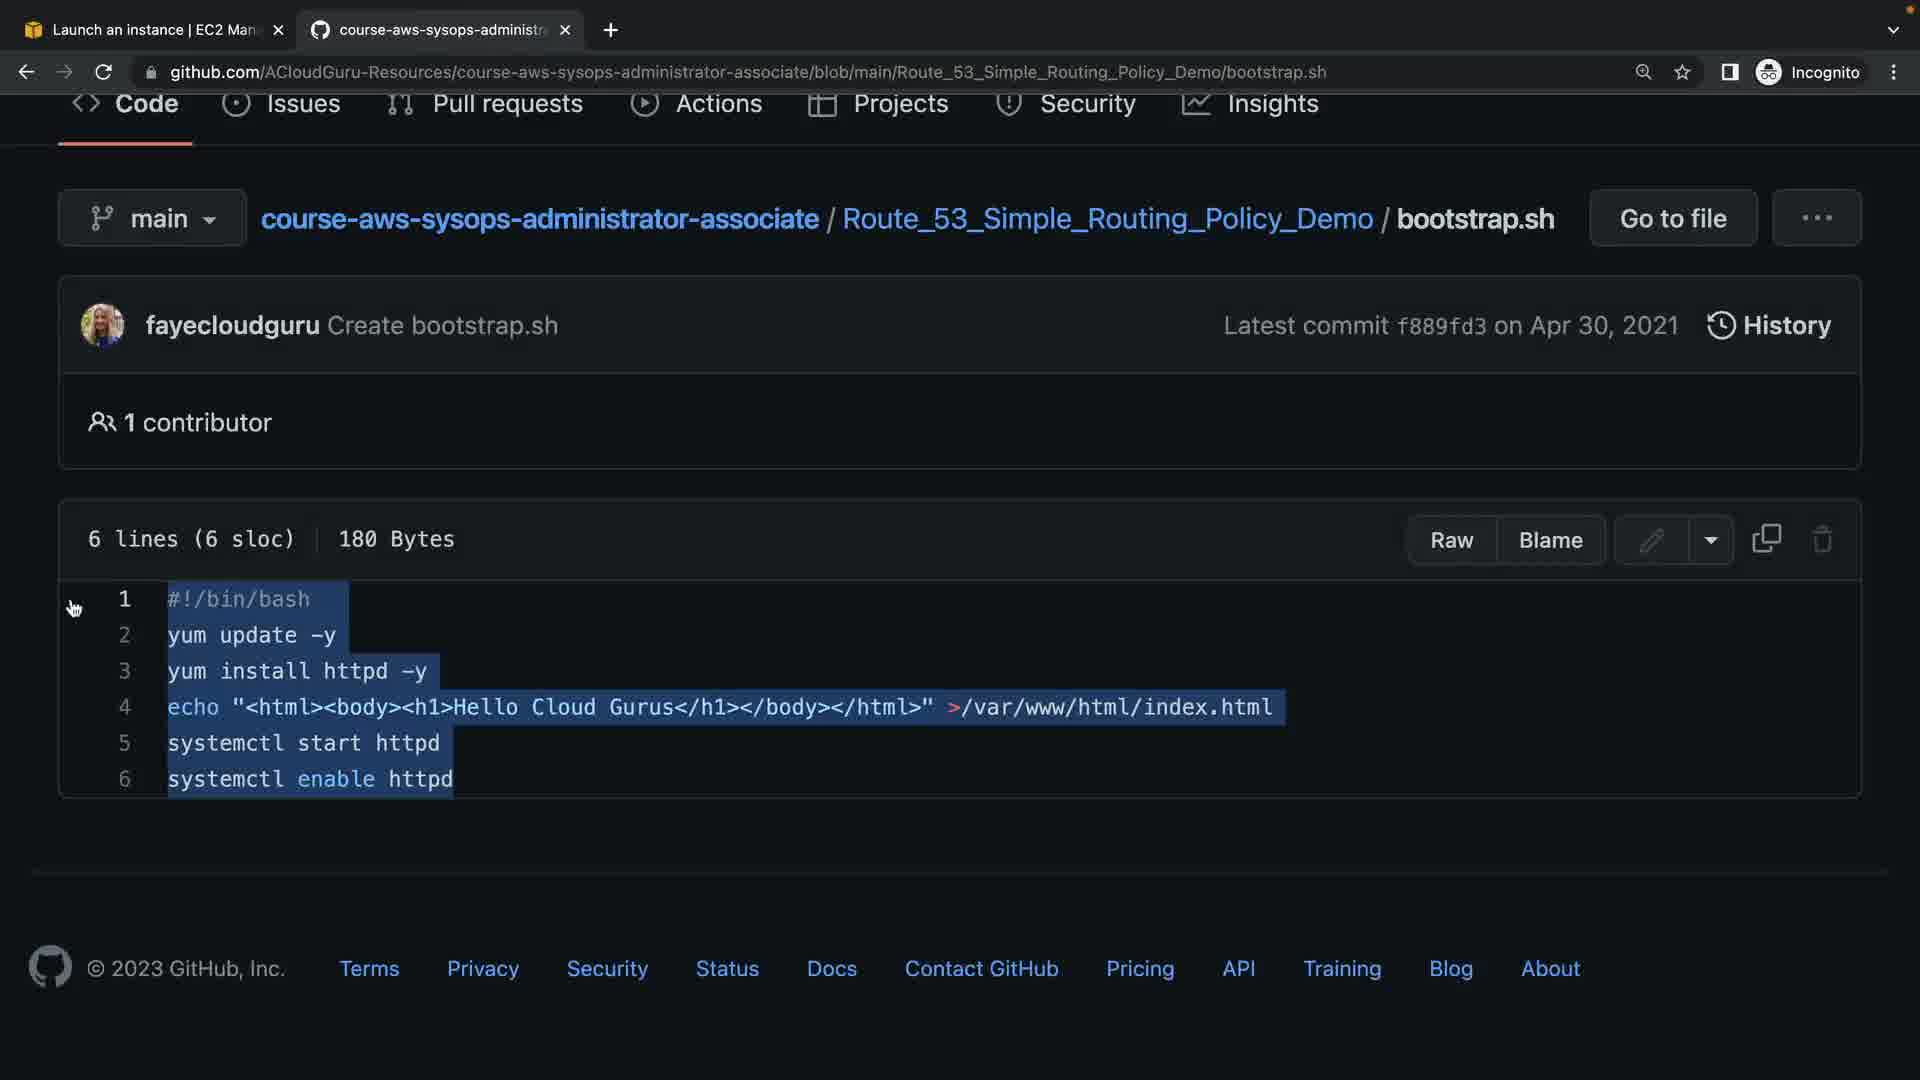 Launch an instance | EC2 Man
course-aws-sysops-administr
github.com/ACloudGuru-Resources/course-aws-sysops-administrator-associate/blob/main/Route_53_Simple_Routing_Policy_Demo/bootstrap.sh
Incognito
Code Issues Pull requests Actions Projects Security Insights
main course-aws-sysops-administrator-associate / Route_53_Simple_Routing_Policy_Demo / bootstrap.sh Go to file ...
fayecloudguru Create bootstrap.sh Latest commit f889fd3 on Apr 30, 2021 History
1 contributor
6 lines (6 sloc) 180 Bytes Raw Blame
1 #!/bin/bash
2 yum update -y
3 yum install httpd -y
4 echo "<html><body><h1>Hello Cloud Gurus</h1></body></html>" >/var/www/html/index.html
5 systemctl start httpd
6 systemctl enable httpd
© 2023 GitHub, Inc. Terms Privacy Security Status Docs Contact GitHub Pricing API Training Blog About